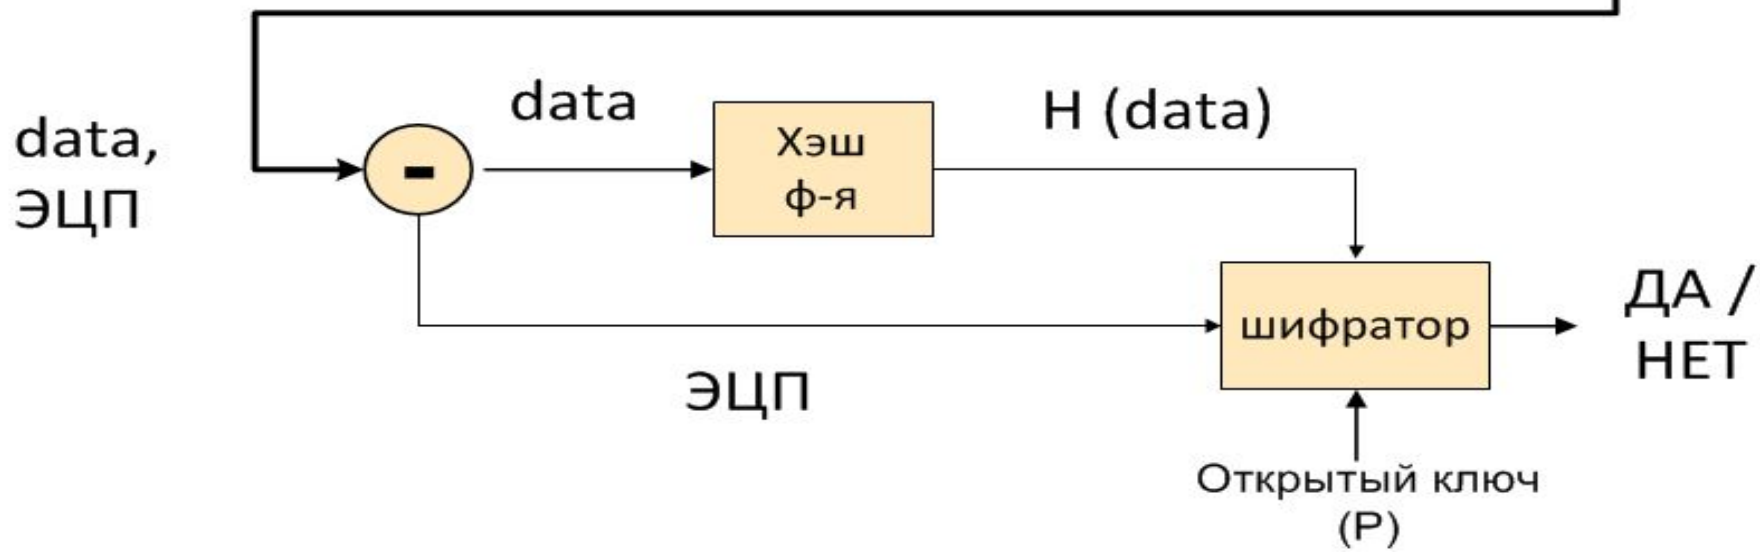 data,
ЭЦП
-
data
Хэш
ф-я
H (data)
шифратор
ДА /
НЕТ
ЭЦП
Открытый ключ
(P)